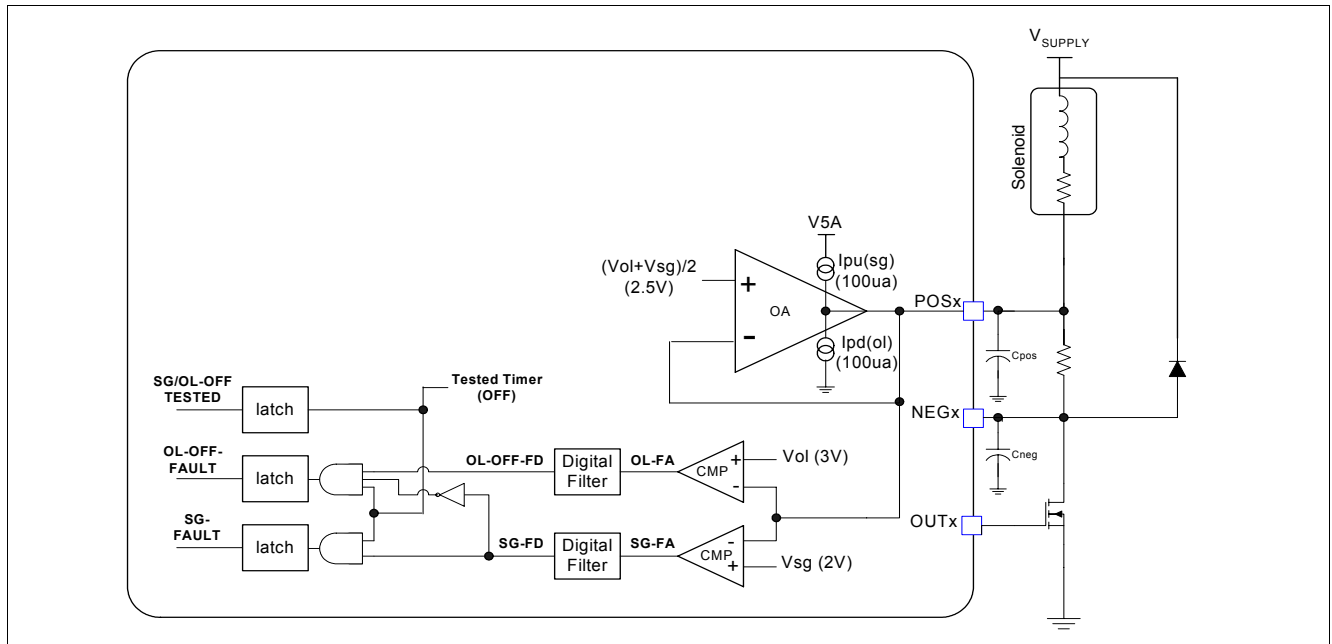 V SUPPLY
Solenoid
V5A
(Vol+Vsg)/2
(2.5V)
+
-
OA
Ipu(sg)
(100ua)
Ipd(ol)
(100ua)
POSx
Cpos
NEGx
Cneg
OUTx
SG/OL-OFF
TESTED
latch
Tested Timer
(OFF)
OL-OFF-
FAULT
latch
OL-OFF-FD
Digital
Filter
OL-FA
CMP
+
-
Vol (3V)
SG-
FAULT
latch
SG-FD
Digital
Filter
SG-FA
CMP
-
+
Vsg (2V)